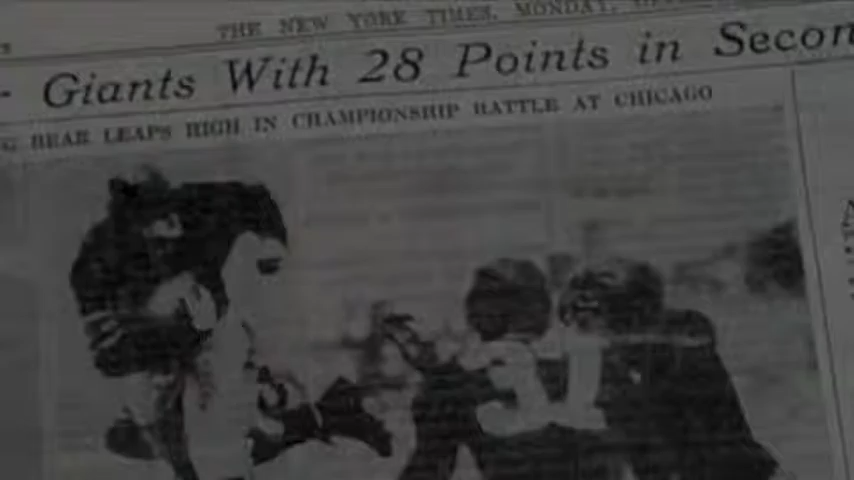 THE NEW YORK TIMES, MONDAY,
- Giants With 28 Points in Secon
G BEAR LEAPS HIGH IN CHAMPIONSHIP BATTLE AT CHICAGO
31